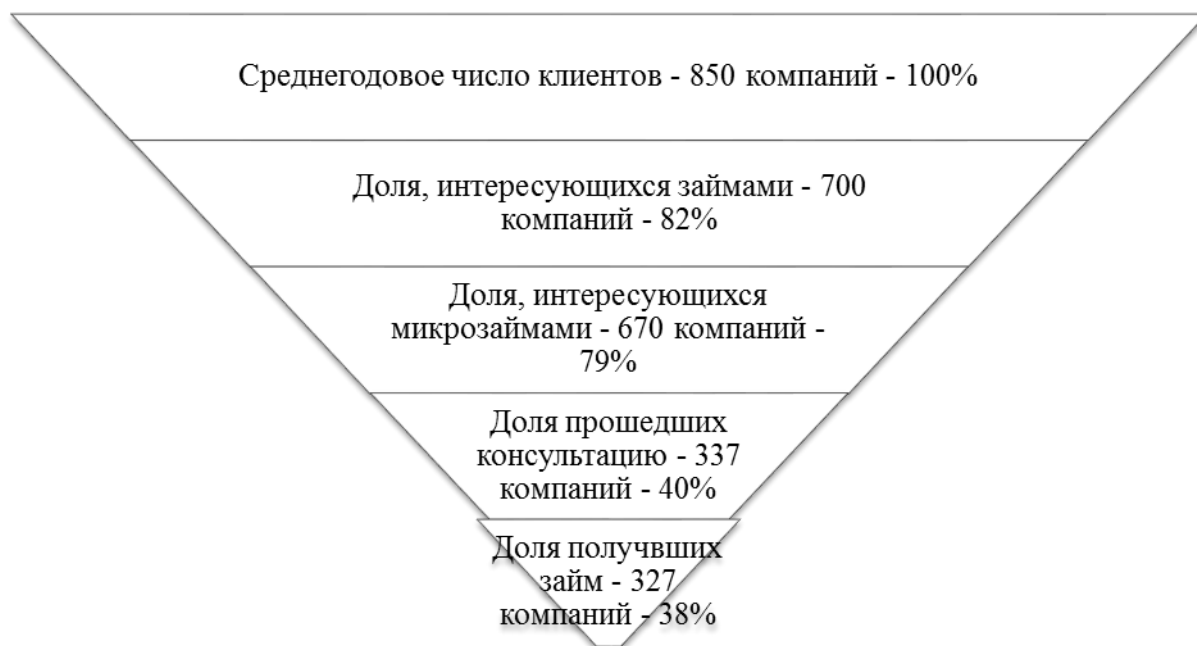 Среднегодовое число клиентов - 850 компаний - 100%
Доля, интересующихся займами - 700
компаний - 82%
Доля, интересующихся
микрозаймами - 670 компаний -
79%
Доля прошедших
консультацию - 337
компаний - 40%
Доля получвших
займ - 327
компаний - 38%